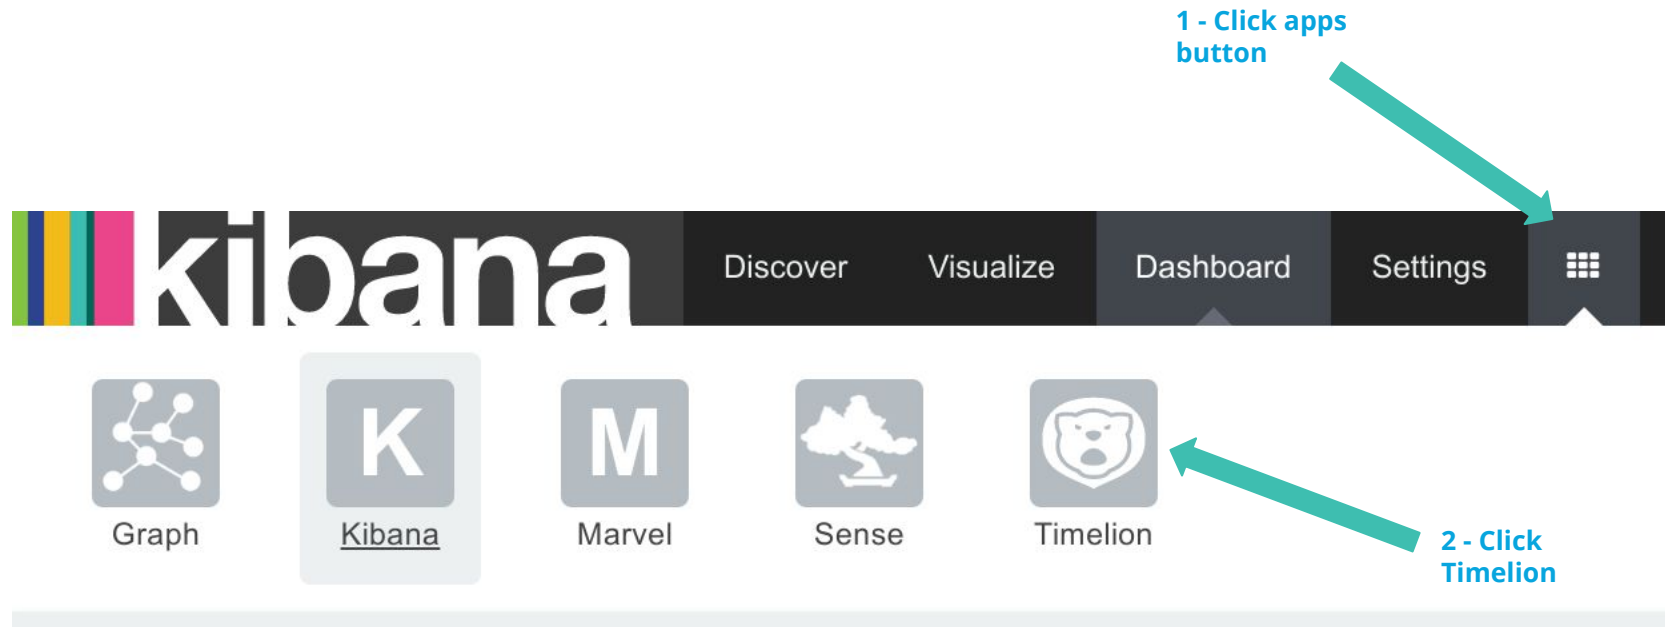 1 - Click apps
button
kibana
Discover Visualize Dashboard Settings
K M
Graph Kibana Marvel Sense Timelion
2 - Click
Timelion